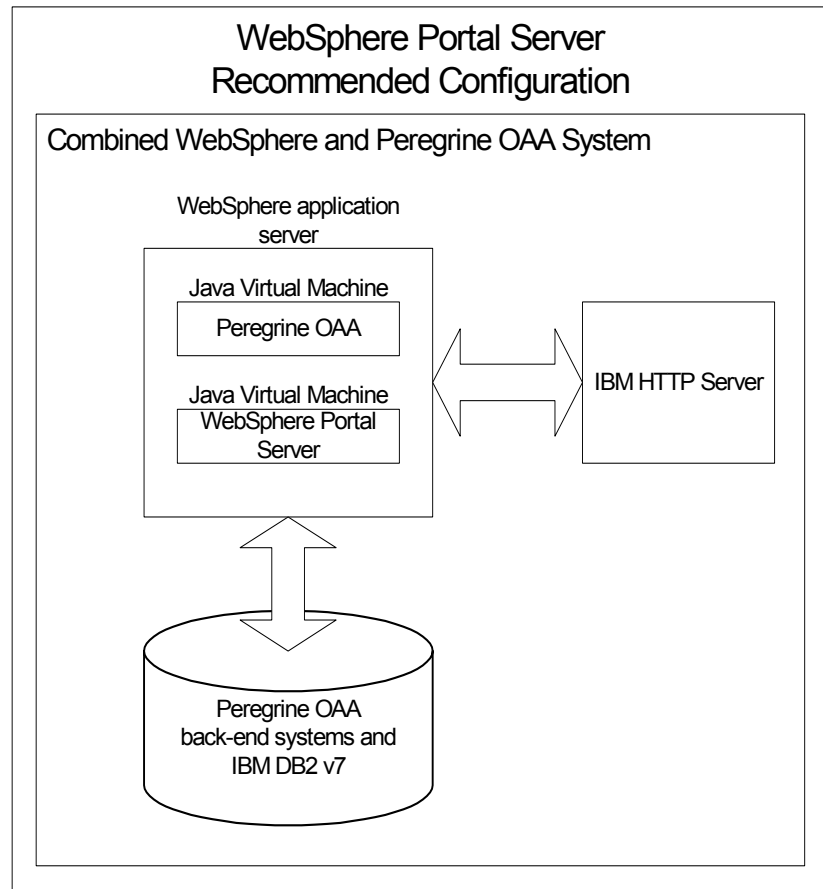 WebSphere Portal Server
Recommended Configuration
Combined WebSphere and Peregrine OAA System
WebSphere application
server
Java Virtual Machine
Peregrine OAA
Java Virtual Machine
WebSphere Portal
Server
IBM HTTP Server
Peregrine OAA
back-end systems and
IBM DB2 v7